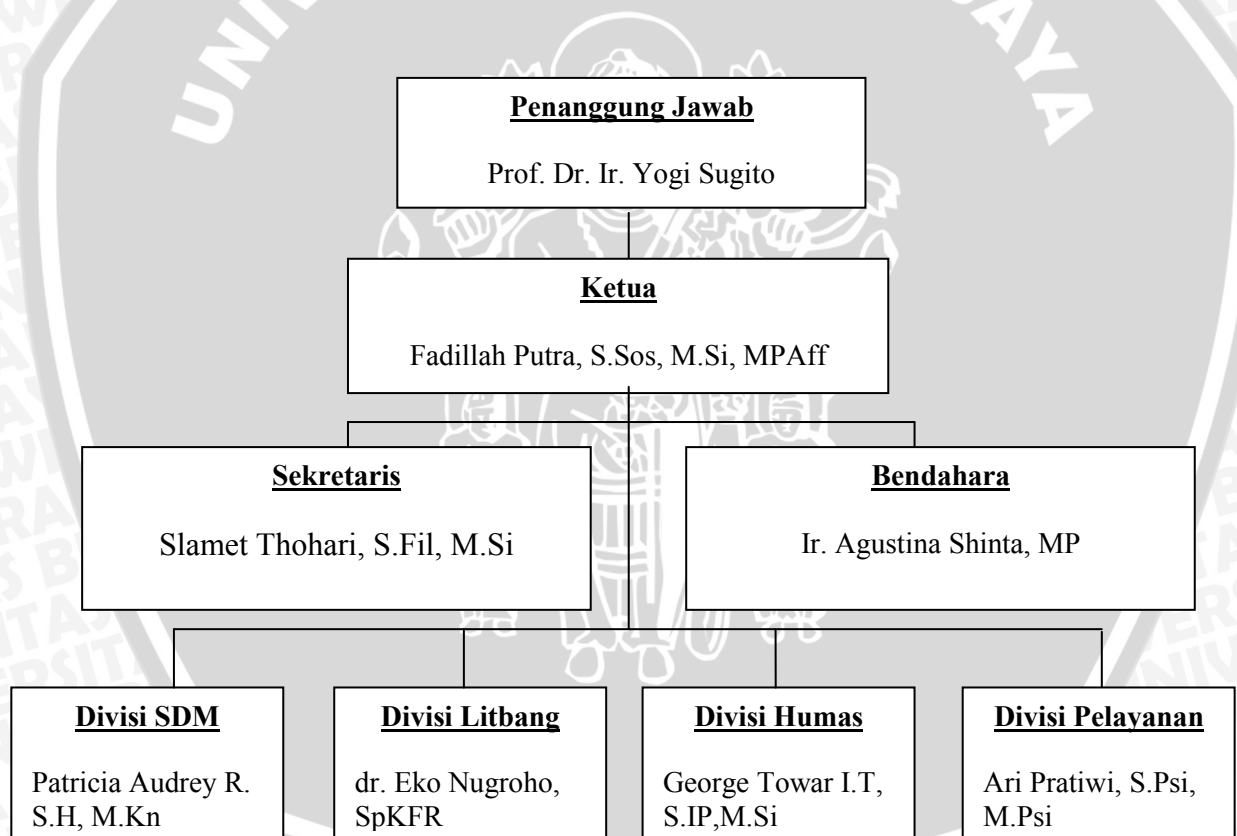 UNIV
JAYA
Penanggung Jawab
Prof. Dr. Ir. Yogi Sugito
Ketua
Fadillah Putra, S.Sos, M.Si, MPAff
Sekretaris
Slamet Thohari, S.Fil, M.Si
Bendahara
Ir. Agustina Shinta, MP
Divisi SDM
Patricia Audrey R.
S.H, M.Kn
Divisi Litbang
dr. Eko Nugroho,
SpKFR
Divisi Humas
George Towar I.T,
S.IP,M.Si
Divisi Pelayanan
Ari Pratiwi, S.Psi,
M.Psi